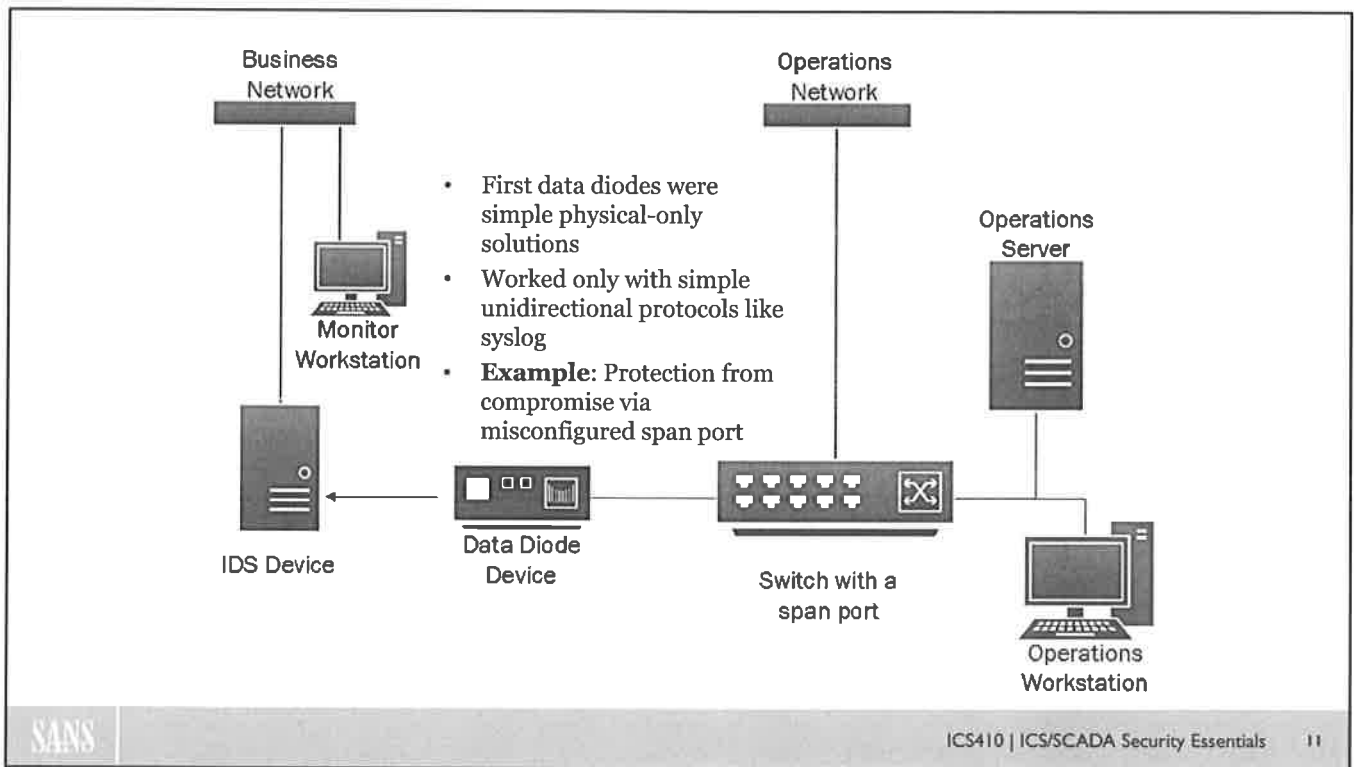 Business
Network
Operations
Network
• First data diodes were
simple physical-only
solutions
• Worked only with simple
unidirectional protocols like
syslog
• Example: Protection from
compromise via
misconfigured span port
Monitor
Workstation
Operations
Server
IDS Device
Data Diode
Device
Switch with a
span port
Operations
Workstation
SANS
ICS410 | ICS/SCADA Security Essentials 11